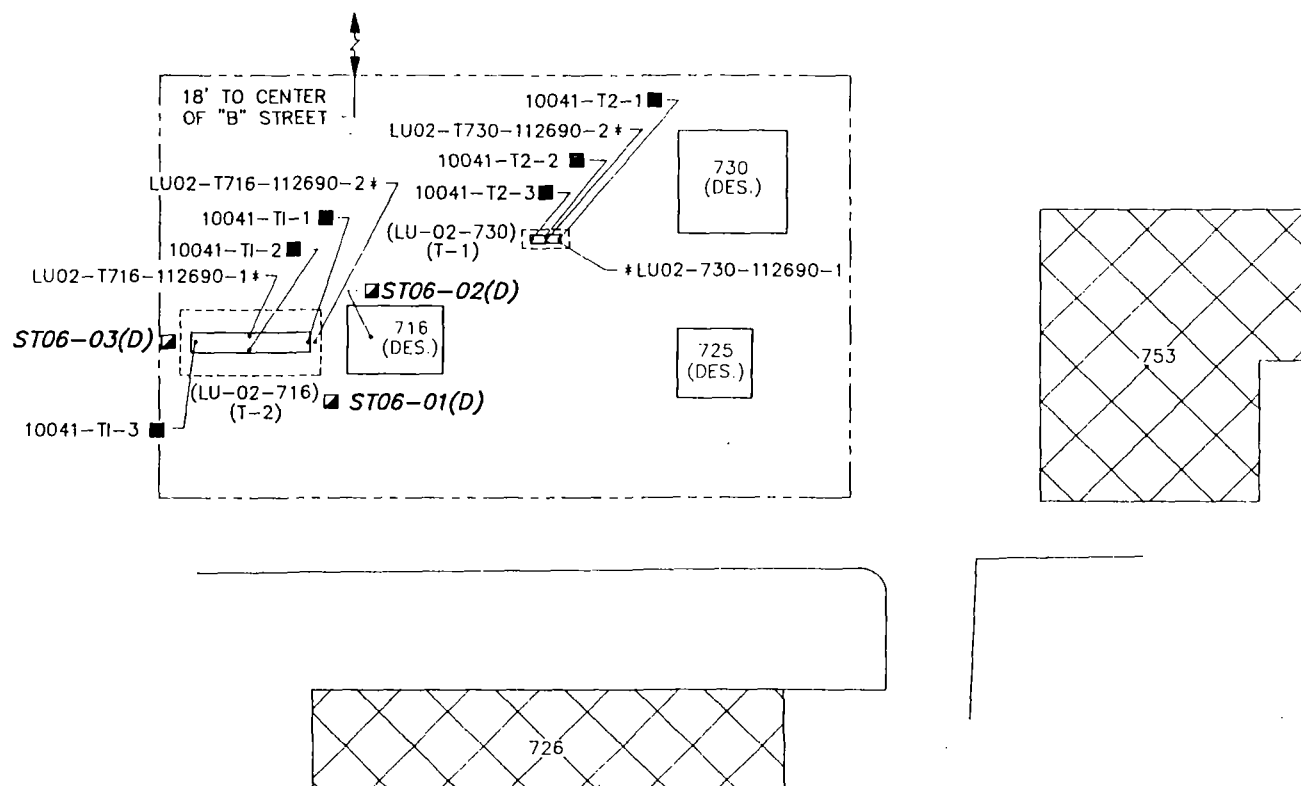 18' TO CENTER
OF "B" STREET
10041-T2-1
LU02-T730-112690-2*
10041-T2-2
10041-T2-3
LU02-T716-112690-2*
10041-TI-1
10041-TI-2
LU02-T716-112690-1*
(LU-02-730)
(T-1)
*LU02-730-112690-1
730
(DES.)
ST06-02(D)
ST06-03(D)
716
(DES.)
725
(DES.)
753
(LU-02-716)
(T-2)
ST06-01(D)
10041-TI-3
726